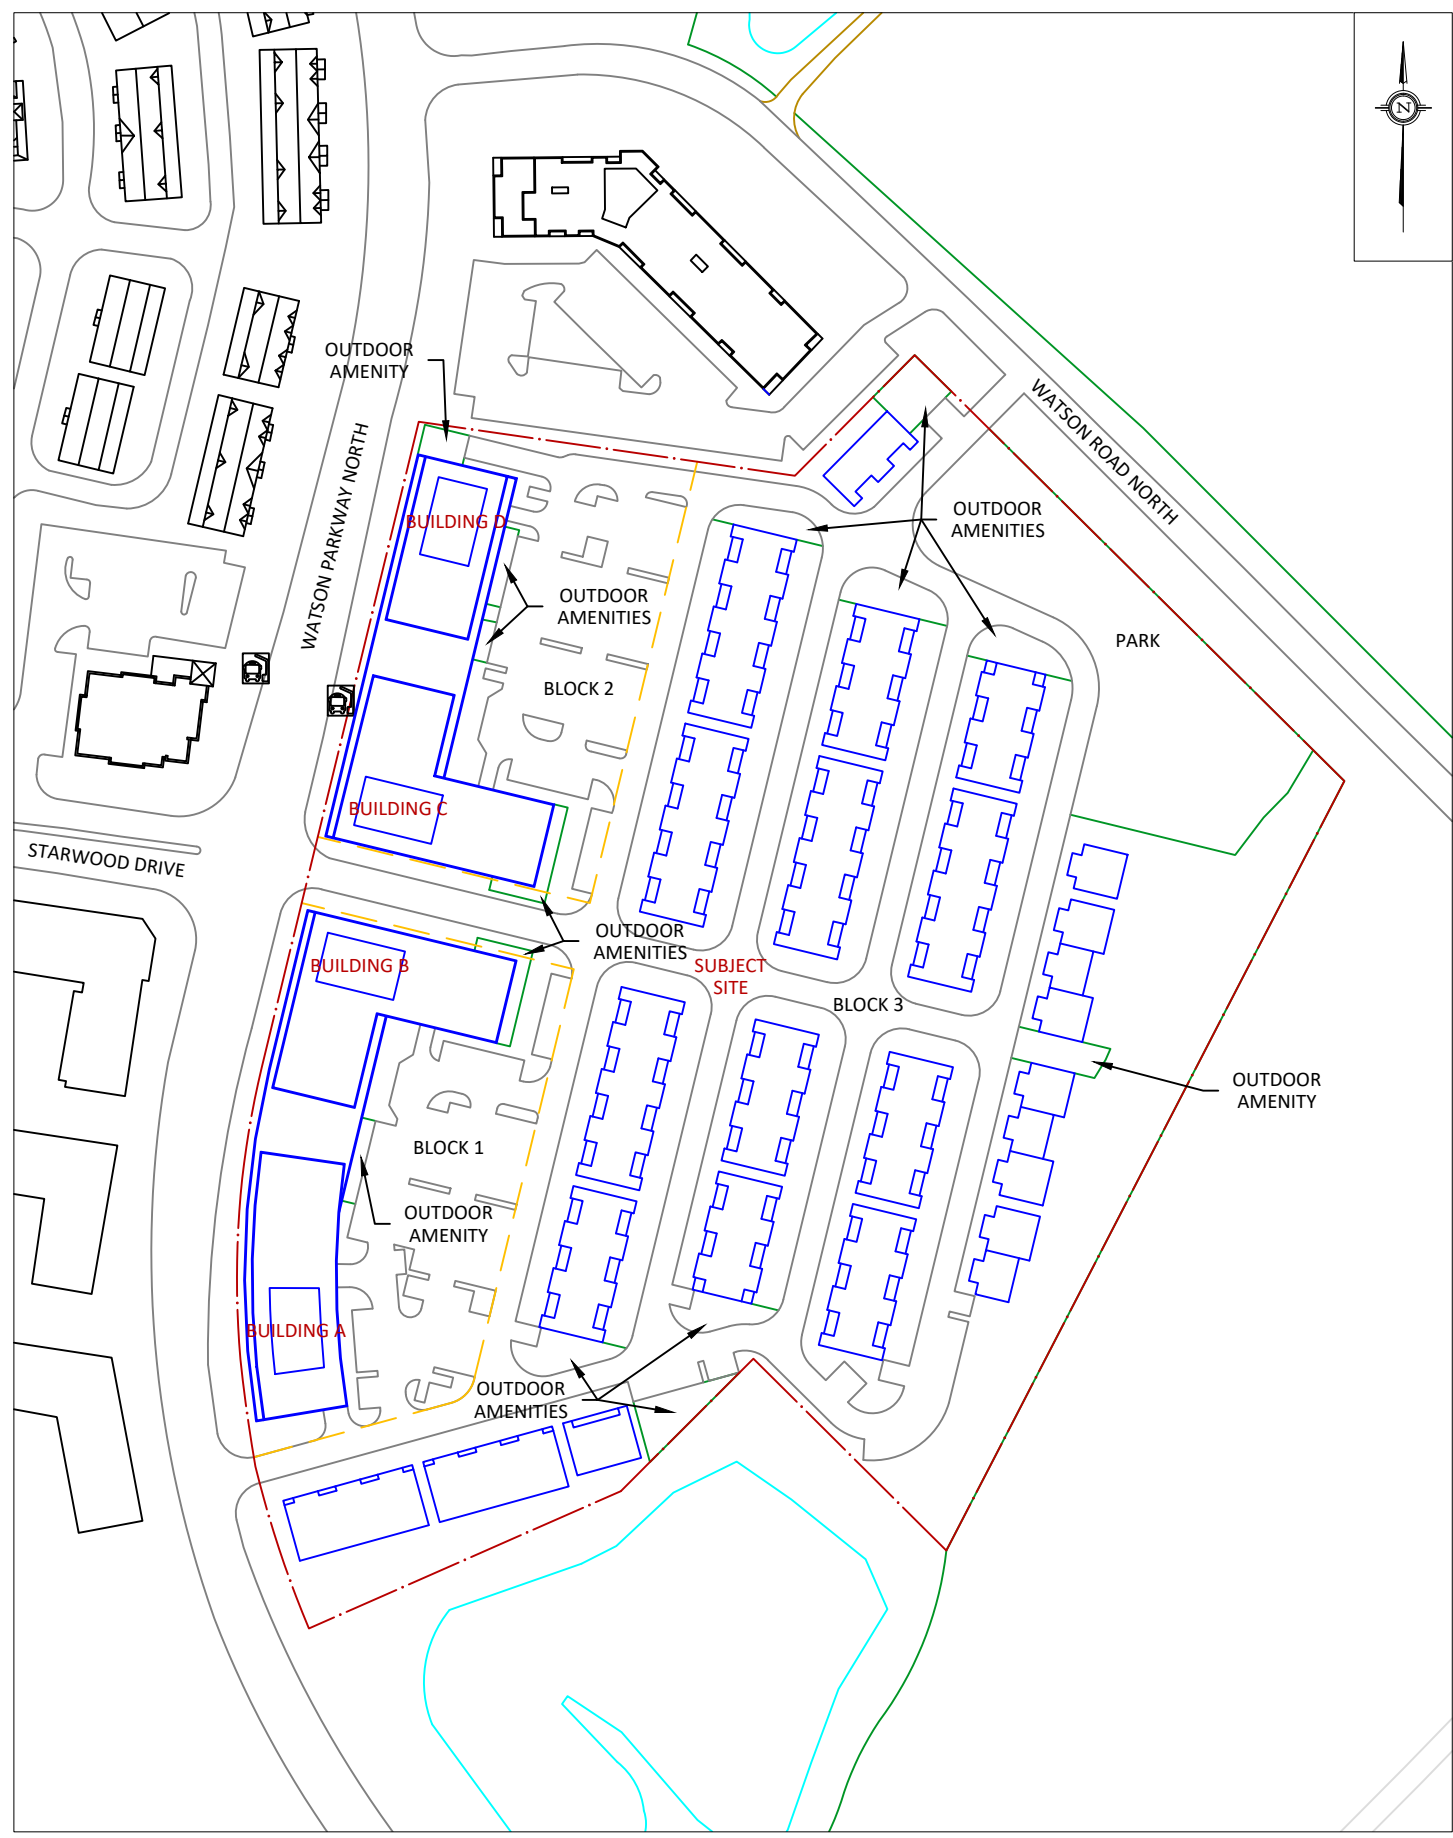 N
OUTDOOR
AMENITY
WATSON ROAD NORTH
WATSON PARKWAY NORTH
OUTDOOR
AMENITIES
BUILDING D
OUTDOOR
AMENITIES
PARK
BLOCK 2
BUILDING C
STARWOOD DRIVE
OUTDOOR
AMENITIES
BUILDING B
SUBJECT
SITE
BLOCK 3
OUTDOOR
AMENITY
BLOCK 1
OUTDOOR
AMENITY
BUILDING A
OUTDOOR
AMENITIES